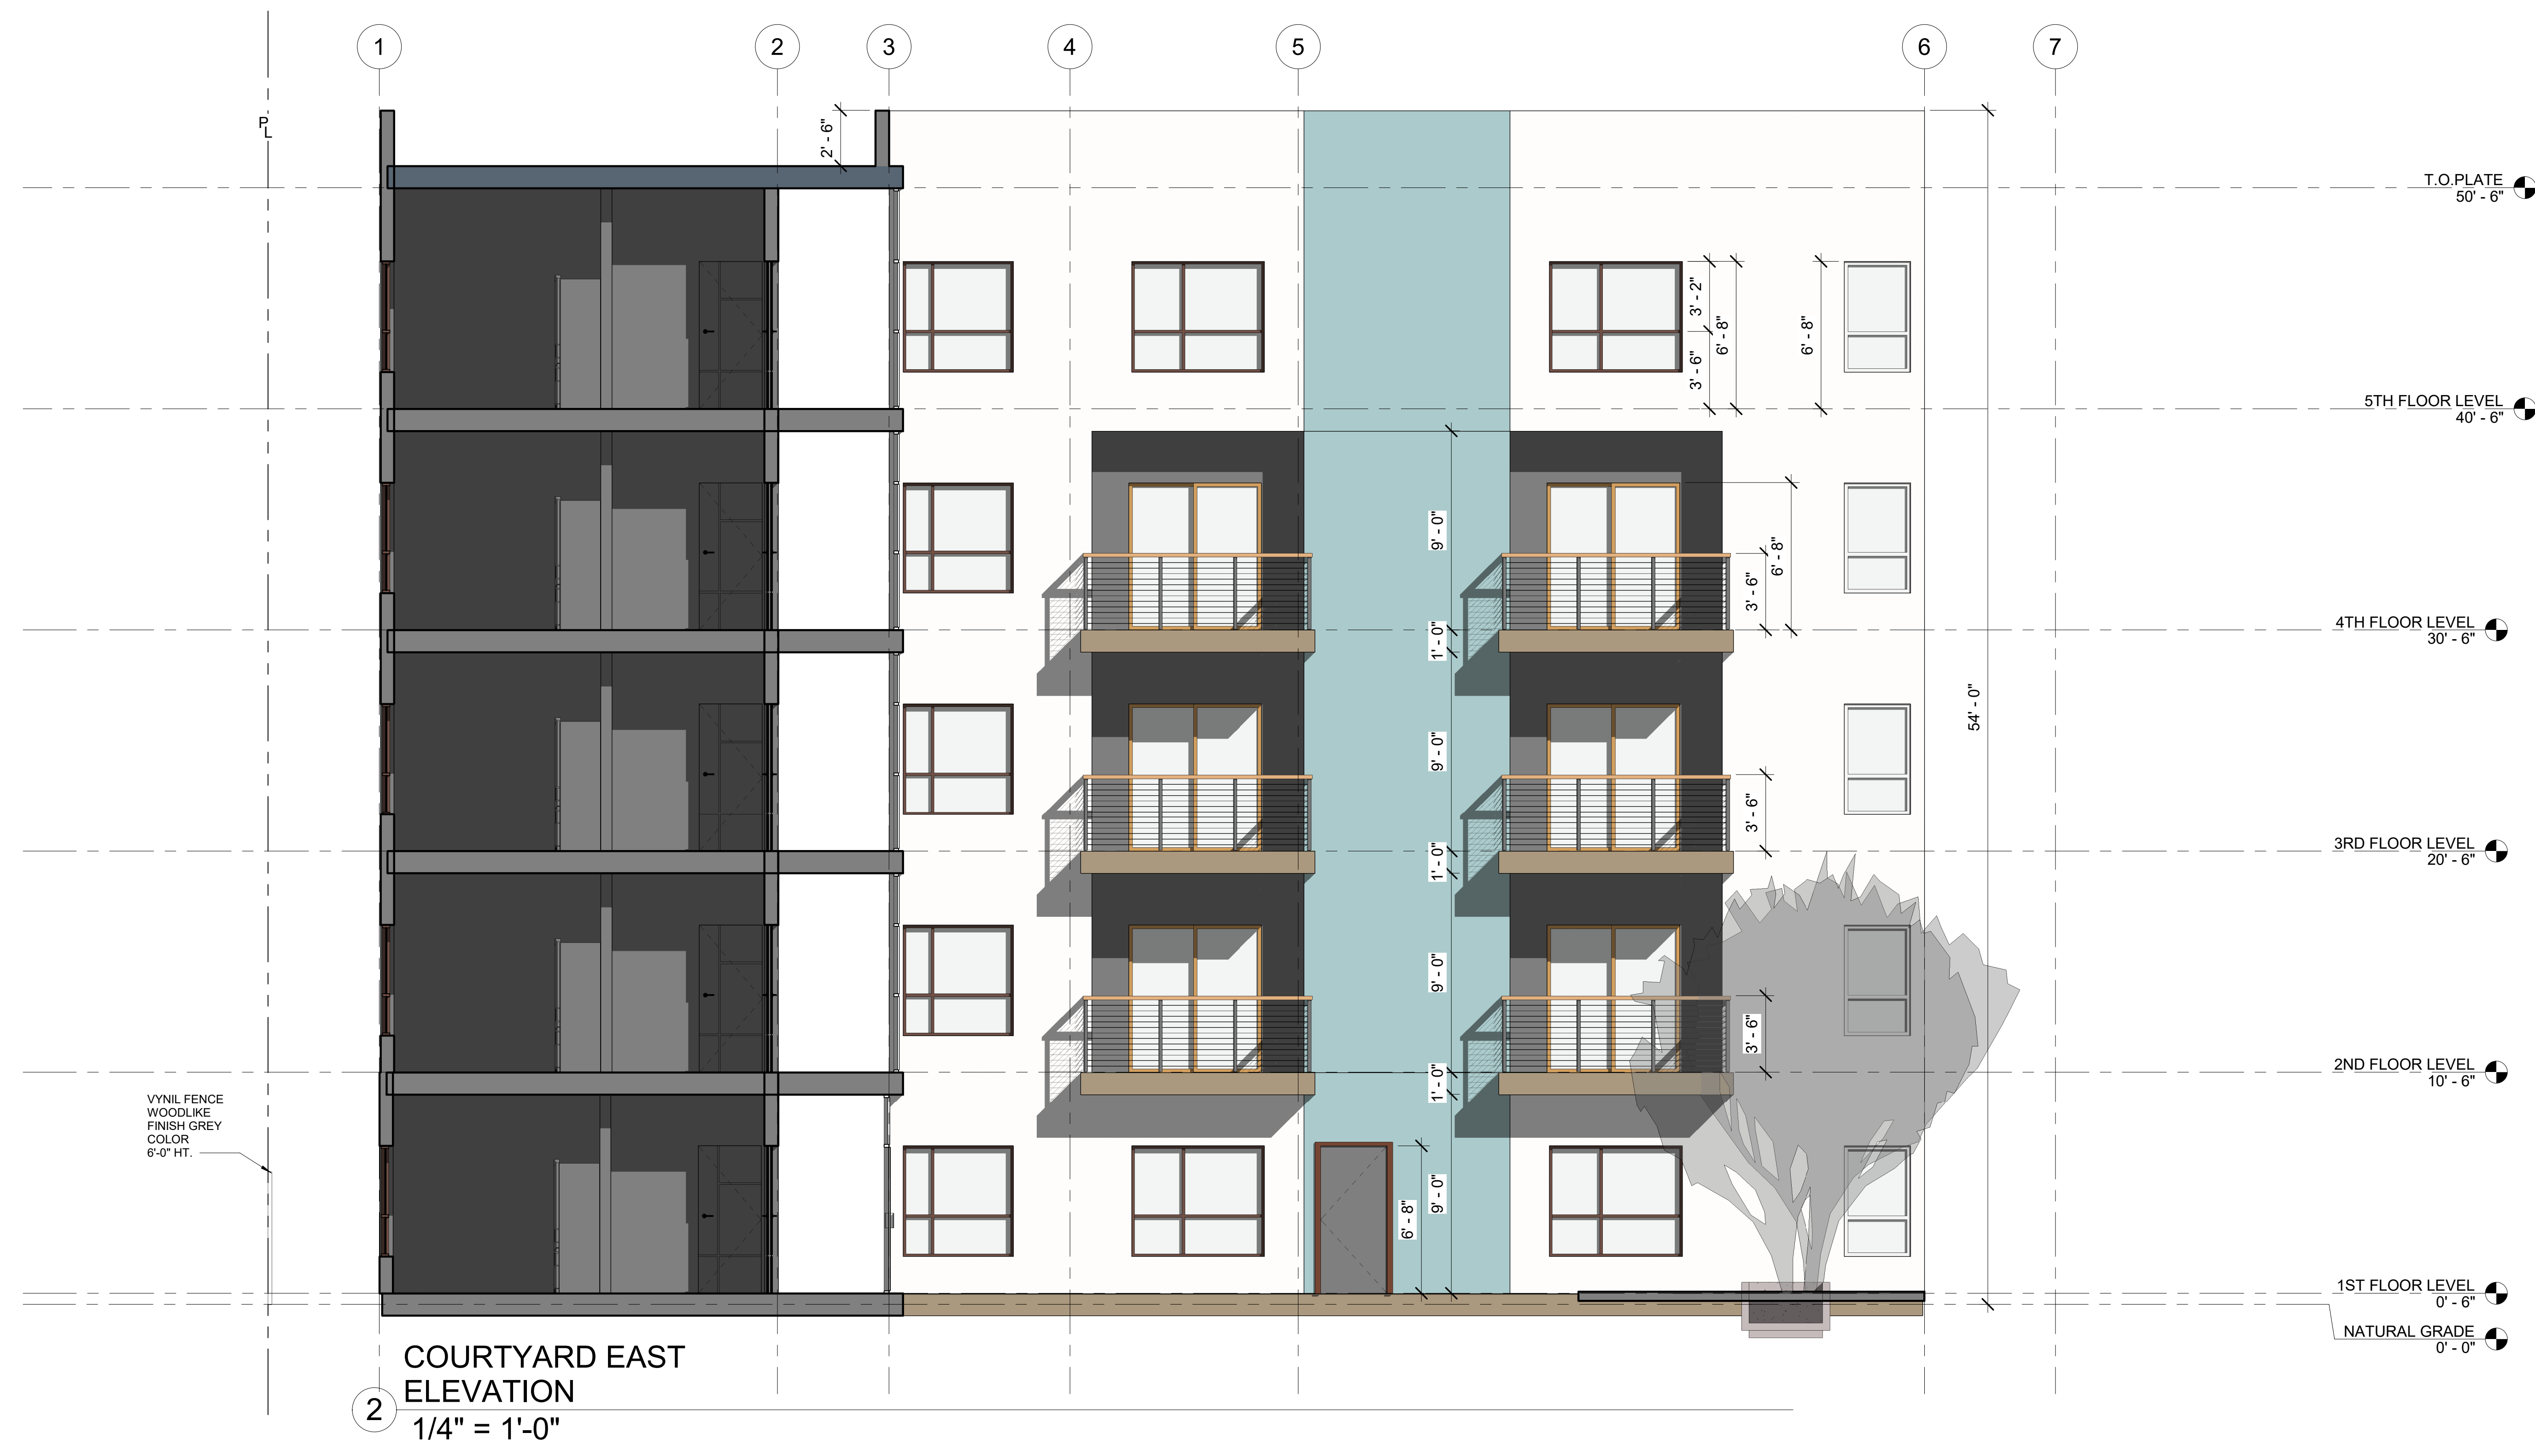 1
2
3
4
5
6
7
P
L
2' - 6"
T.O.PLATE
50' - 6"
3' - 2"
6' - 8"
3' - 6"
6' - 8"
5TH FLOOR LEVEL
40' - 6"
9' - 0"
6' - 8"
3' - 6"
1' - 0"
4TH FLOOR LEVEL
30' - 6"
54' - 0"
9' - 0"
3' - 6"
1' - 0"
3RD FLOOR LEVEL
20' - 6"
9' - 0"
3' - 6"
1' - 0"
2ND FLOOR LEVEL
10' - 6"
VYNIL FENCE
WOODLIKE
FINISH GREY
COLOR
6'-0" HT.
9' - 0"
6' - 8"
1ST FLOOR LEVEL
0' - 6"
NATURAL GRADE
0' - 0"
COURTYARD EAST
ELEVATION
2
1/4" = 1'-0"